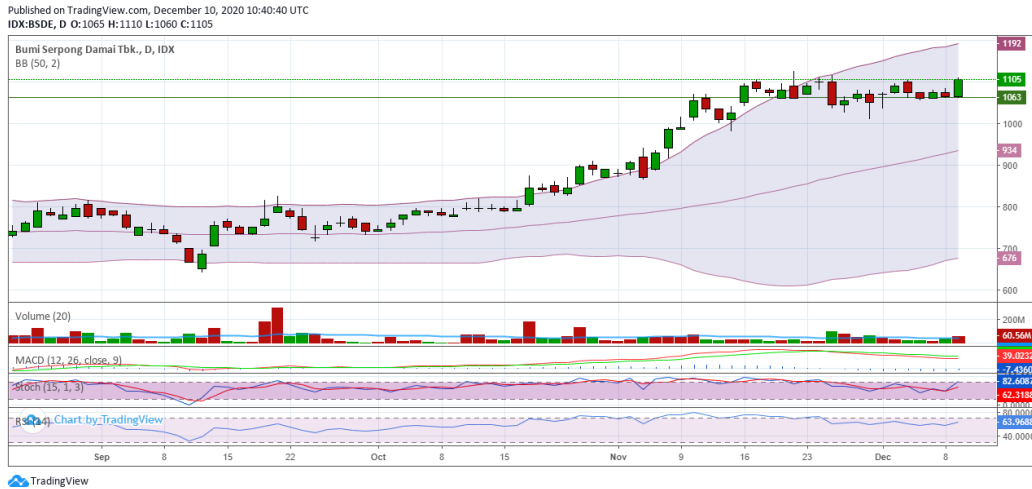 Published on TradingView.com, December 10, 2020 10:40:40 UTC
IDX:BSDE, D O:1065 H:1110 L:1060 C:1105
Bumi Serpong Damai Tbk., D, IDX
BB (50, 2)
1192
1105
1063
1000
934
900
800
700
676
600
Volume (20)
200M
60.56M
MACD (12, 26, close, 9)
39.0232
-7.4360
Stoch (15, 1, 3)
82.6087
62.3188
0.0000
80.0000
Chart by TradingView
63.9688
40.0000
Sep 8 15 22 Oct 8 15 Nov 9 16 23 Dec 8
TradingView